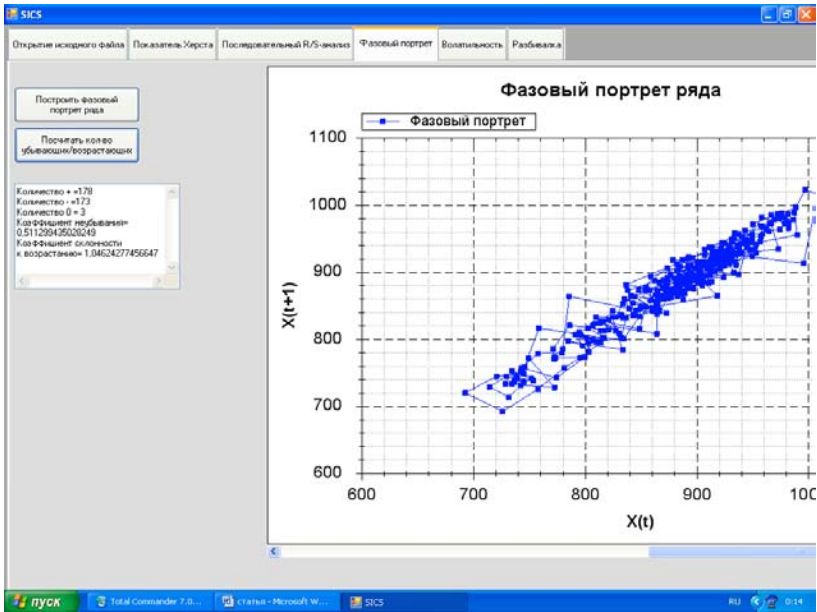 SICS
Открытие исходного файла Показатель Херста Последовательный R/S-анализ Фазовый портрет Волатильность Разбивалка
Построить фазовый
портрет ряда
Посчитать кол-во
убывающих/возрастающих
Количество + =178
Количество - =173
Количество 0 = 3
Коэффициент неубывания=
0,511299435028249
Коэффициент склонности
к возрастанию= 1,04624277456647
Фазовый портрет ряда
Фазовый портрет
1100
1000
900
800
700
600
X(t+1)
600 700 800 900 100
X(t)
пуск Total Commander 7.0... статья - Microsoft W... SICS RU 0:14